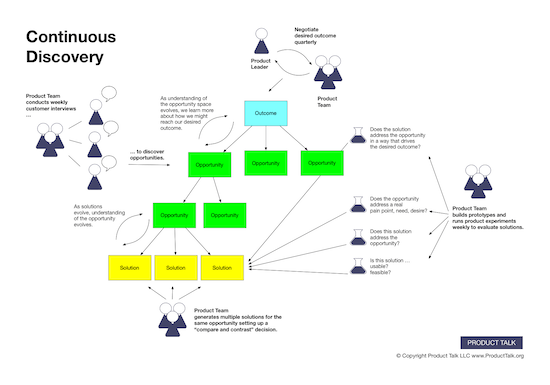 Continuous
Discovery
Negotiate
desired outcome
quarterly
Product
Leader
Product
Team
Product Team
conducts weekly
customer interviews
...
As understanding of
the opportunity space
evolves, we learn more
about how we might
reach our desired
outcome.
Outcome
... to discover
opportunities.
Opportunity
Opportunity
Opportunity
Does the solution
address the opportunity
in a way that drives
the desired outcome?
As solutions
evolve, understanding
of the opportunity
evolves.
Opportunity
Opportunity
Does the opportunity
address a real
pain point, need, desire?
Does this solution
address the
opportunity?
Is this solution ...
usable?
feasible?
Product Team
builds prototypes and
runs product experiments
weekly to evaluate solutions.
Solution
Solution
Solution
Product Team
generates multiple solutions for the
same opportunity setting up a
"compare and contrast" decision.
PRODUCT TALK
© Copyright Product Talk LLC www.ProductTalk.org